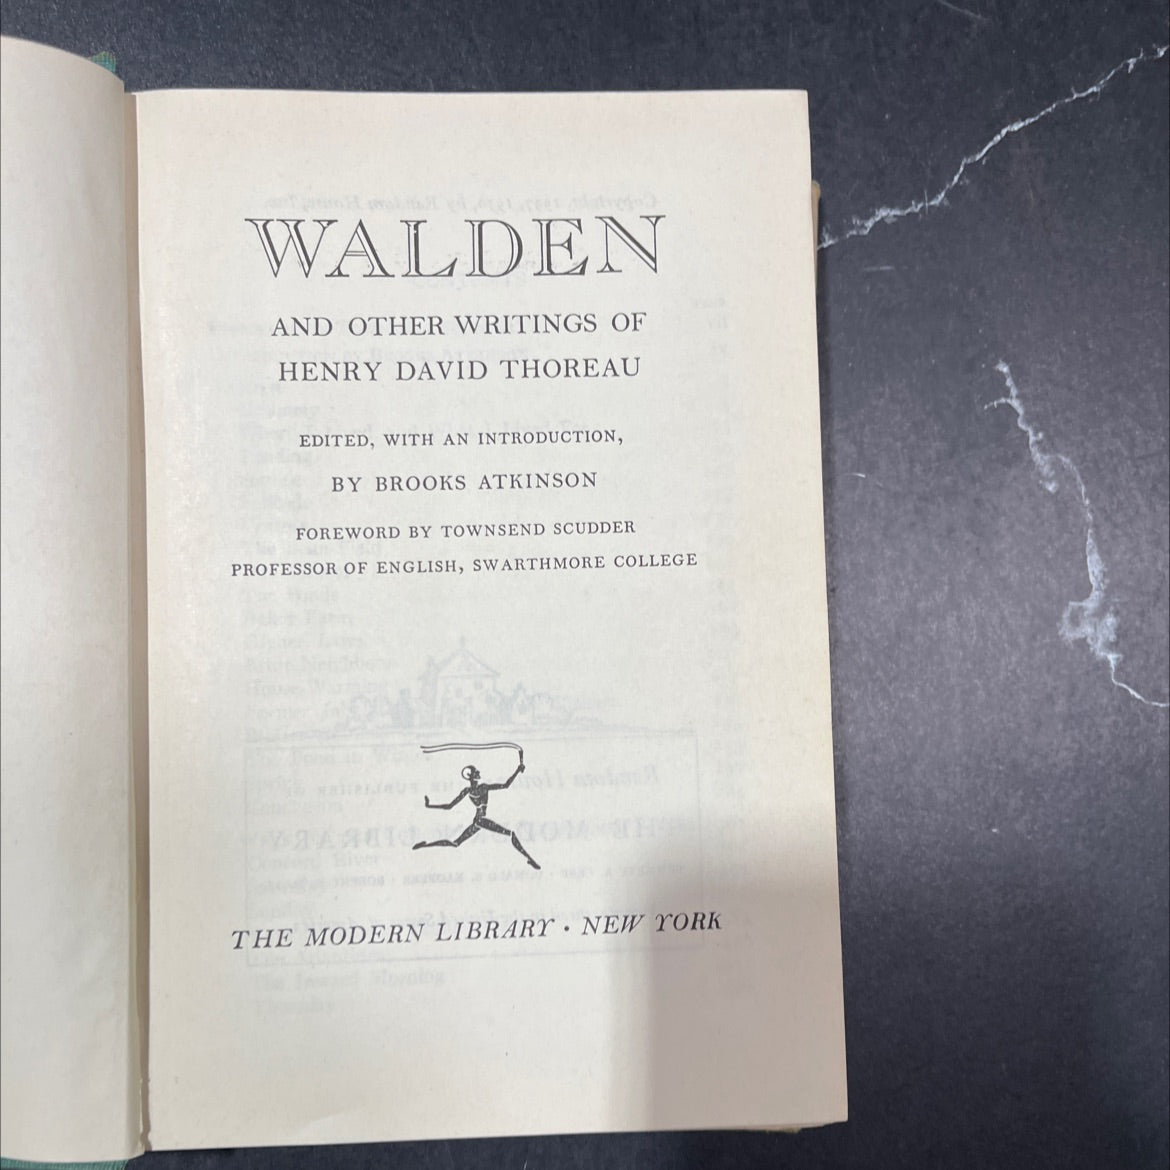 WALDEN
AND OTHER WRITINGS OF
HENRY DAVID THOREAU
EDITED, WITH AN INTRODUCTION,
BY BROOKS ATKINSON
FOREWORD BY TOWNSEND SCUDDER
PROFESSOR OF ENGLISH, SWARTHMORE COLLEGE
THE MODERN LIBRARY · NEW YORK